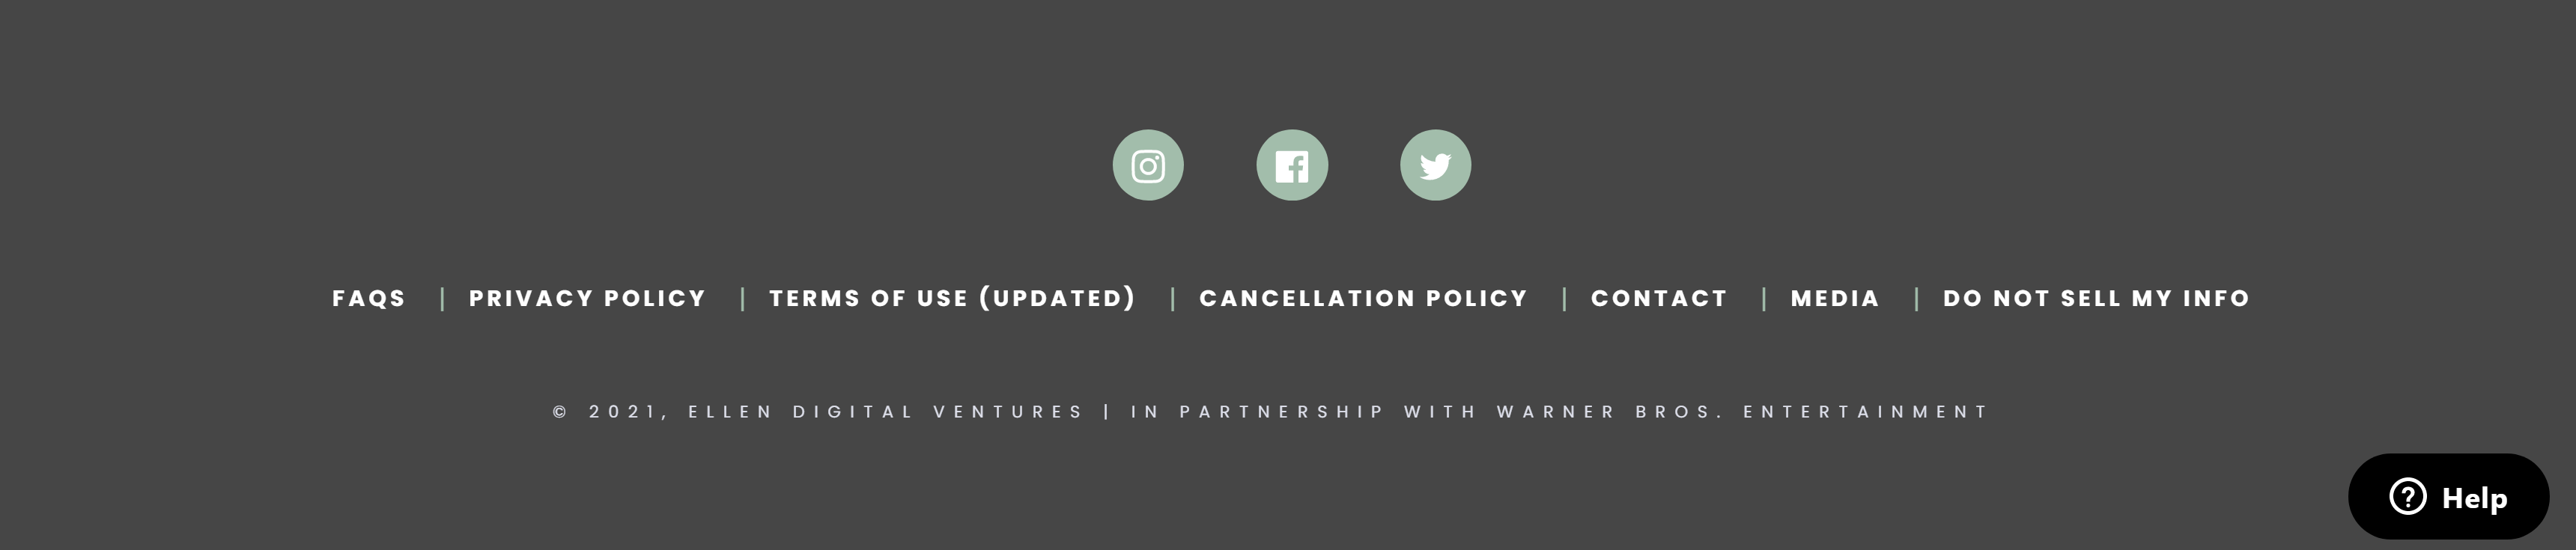 FAQS | PRIVACY POLICY | TERMS OF USE (UPDATED) | CANCELLATION POLICY | CONTACT | MEDIA | DO NOT SELL MY INFO
© 2021, ELLEN DIGITAL VENTURES | IN PARTNERSHIP WITH WARNER BROS. ENTERTAINMENT
Help